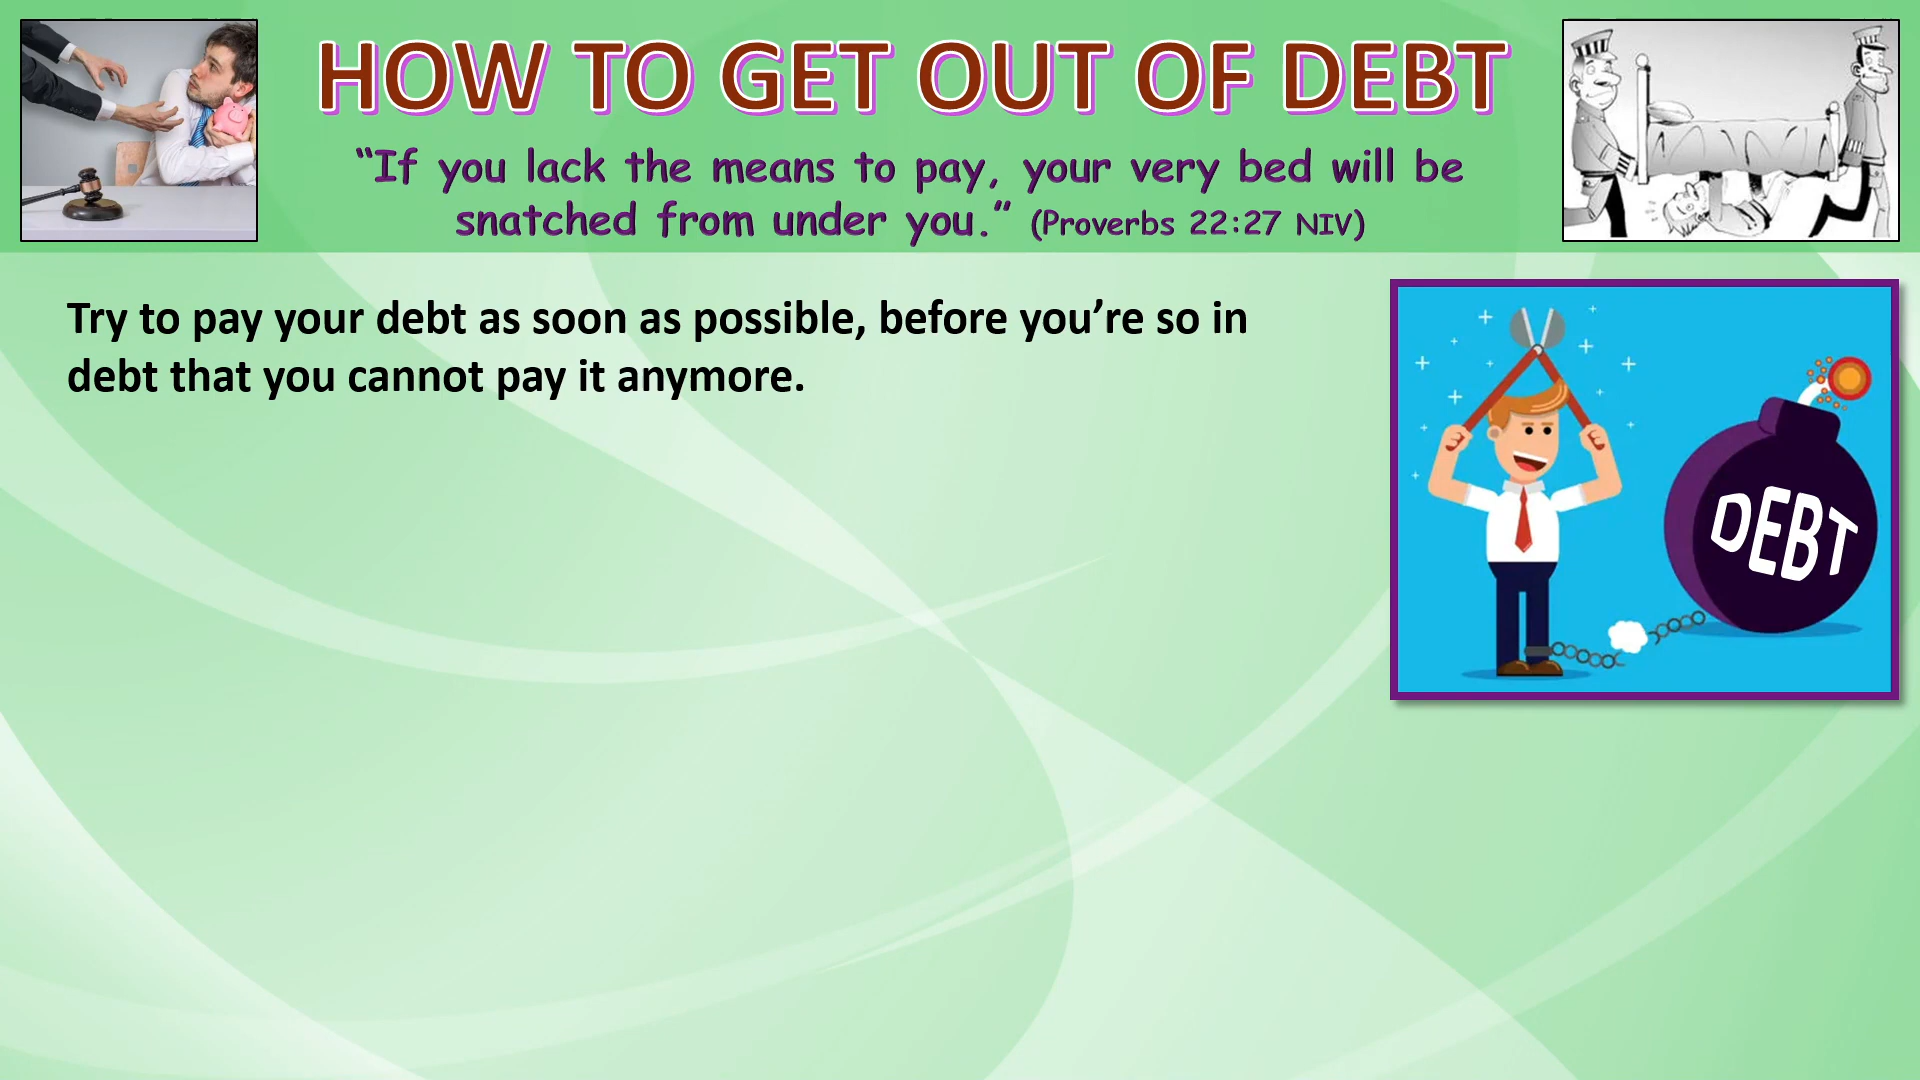 HOW TO GET OUT OF DEBT
“If you lack the means to pay, your very bed will be
snatched from under you.” (Proverbs 22:27 NIV)
Try to pay your debt as soon as possible, before you’re so in
debt that you cannot pay it anymore.
DEBT